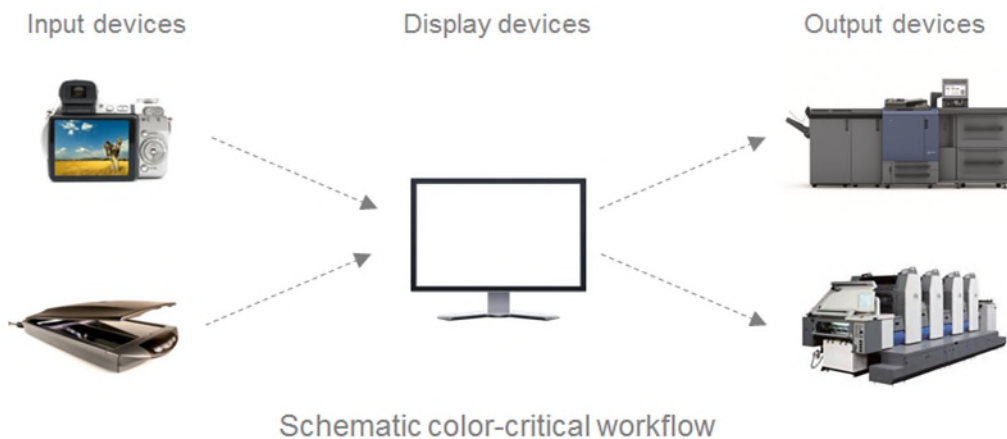 Input devices
Display devices
Output devices
Schematic color-critical workflow